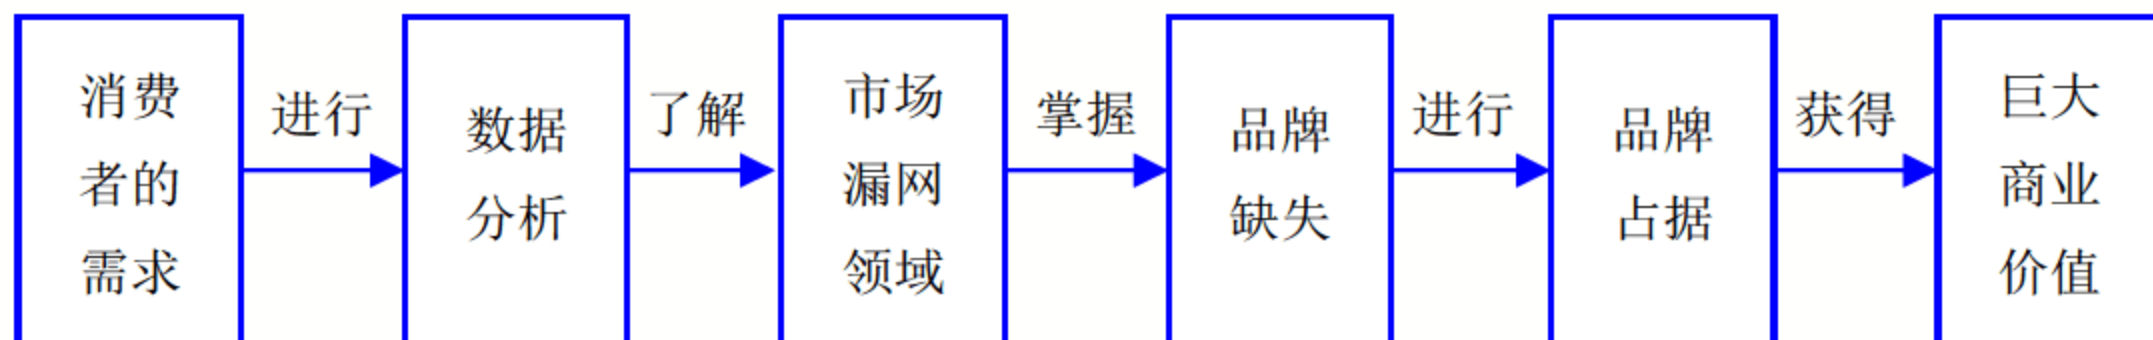 消费
者的
需求
进行
数据
分析
了解
市场
漏网
领域
掌握
品牌
缺失
进行
品牌
占据
获得
巨大
商业
价值